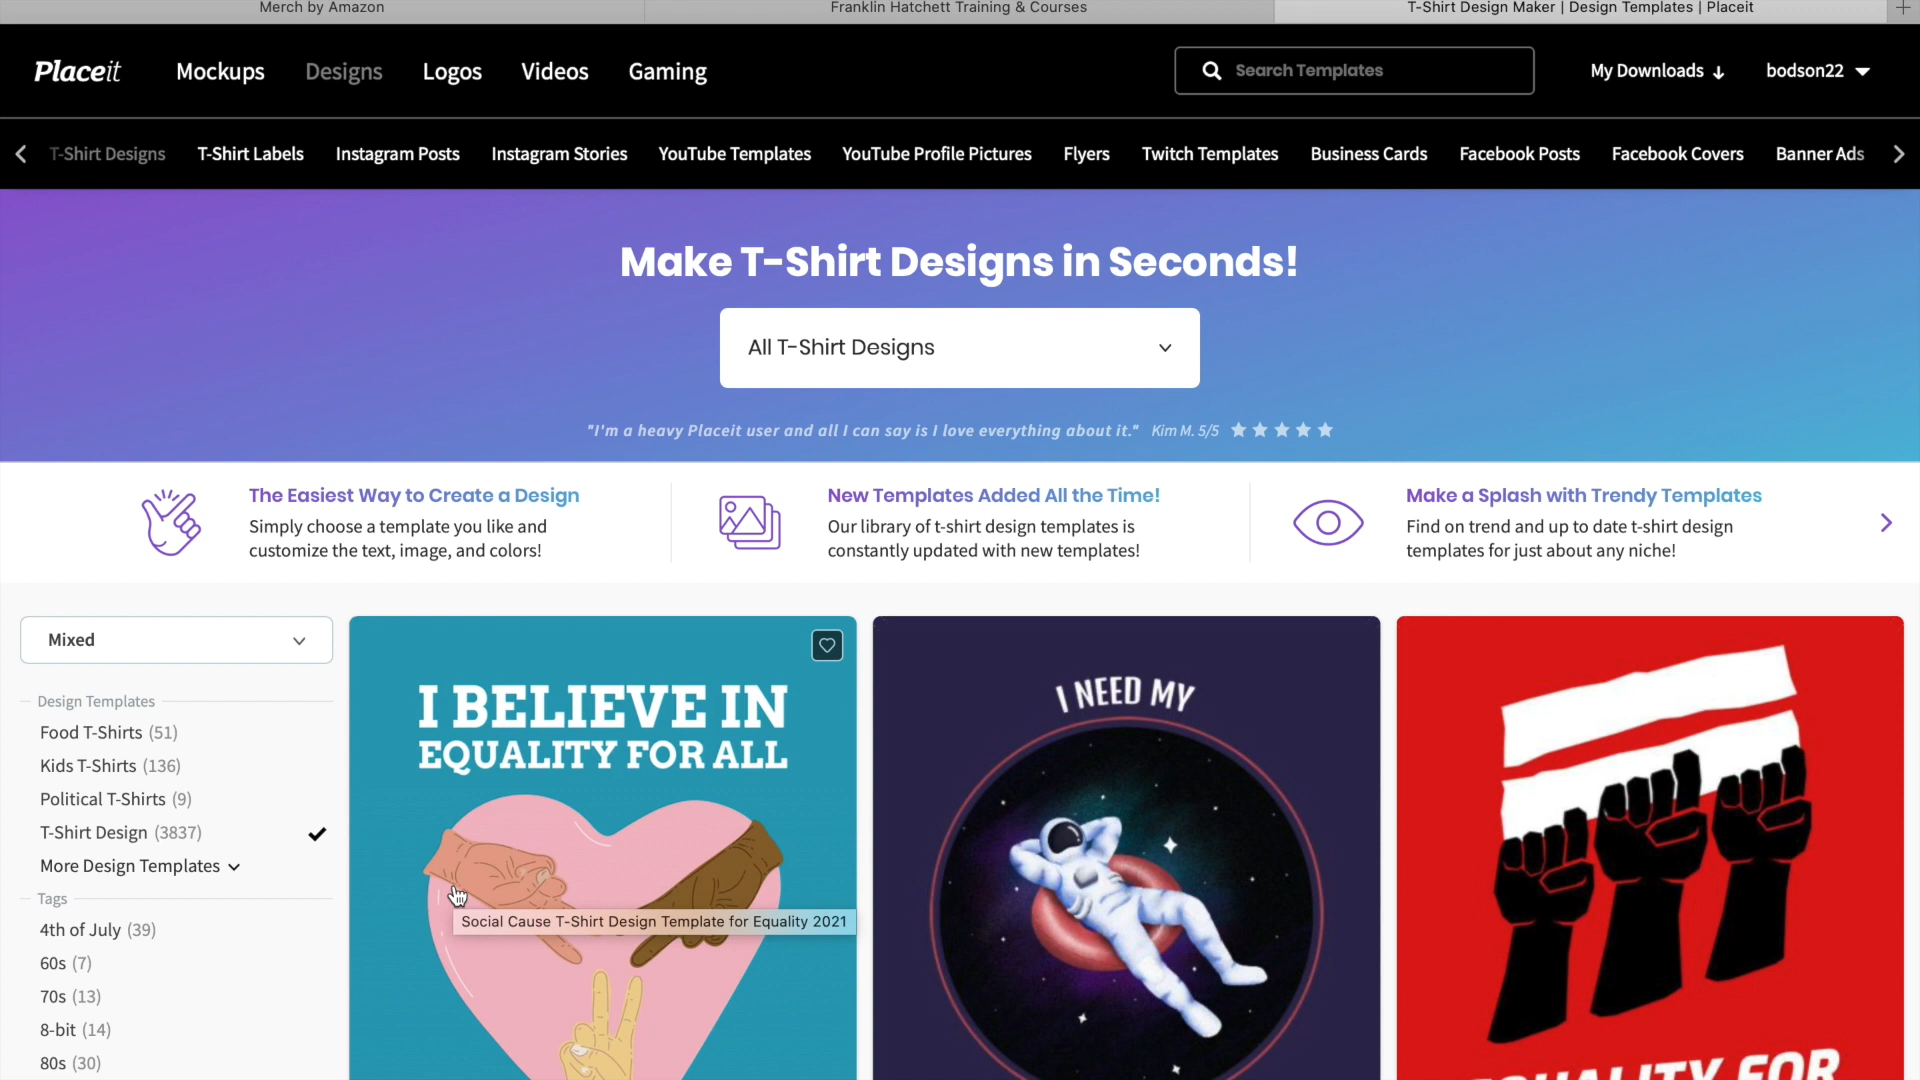 Merch by Amazon
Franklin Hatchett Training & Courses
T-Shirt Design Maker | Design Templates | Placeit
Placeit
Mockups
Designs
Logos
Videos
Gaming
Search Templates
My Downloads
bodson22
T-Shirt Designs
T-Shirt Labels
Instagram Posts
Instagram Stories
YouTube Templates
YouTube Profile Pictures
Flyers
Twitch Templates
Business Cards
Facebook Posts
Facebook Covers
Banner Ads
Make T-Shirt Designs in Seconds!
All T-Shirt Designs
"I'm a heavy Placeit user and all I can say is I love everything about it." Kim M. 5/5
The Easiest Way to Create a Design
Simply choose a template you like and
customize the text, image, and colors!
New Templates Added All the Time!
Our library of t-shirt design templates is
constantly updated with new templates!
Make a Splash with Trendy Templates
Find on trend and up to date t-shirt design
templates for just about any niche!
Mixed
Design Templates
Food T-Shirts (51)
Kids T-Shirts (136)
Political T-Shirts (9)
T-Shirt Design (3837)
More Design Templates
Tags
4th of July (39)
60s (7)
70s (13)
8-bit (14)
80s (30)
I BELIEVE IN
EQUALITY FOR ALL
Social Cause T-Shirt Design Template for Equality 2021
I NEED MY
EQUALITY FOR